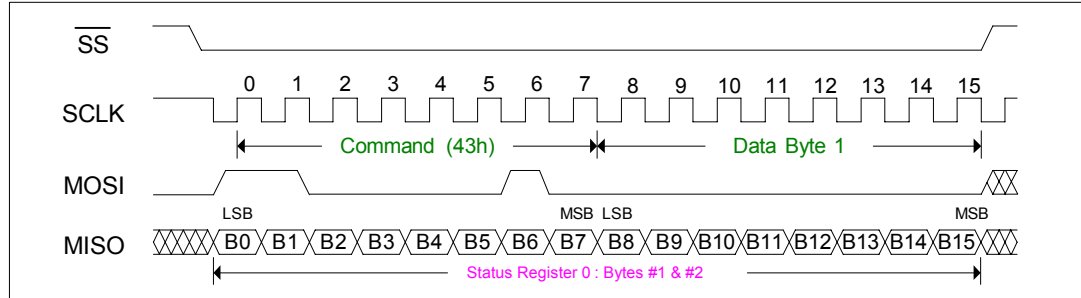 SS
0 1 2 3 4 5 6 7 8 9 10 11 12 13 14 15
SCLK
Command (43h) Data Byte 1
MOSI
LSB MSB LSB MSB
MISO B0 B1 B2 B3 B4 B5 B6 B7 B8 B9 B10 B11 B12 B13 B14 B15
Status Register 0 : Bytes #1 & #2